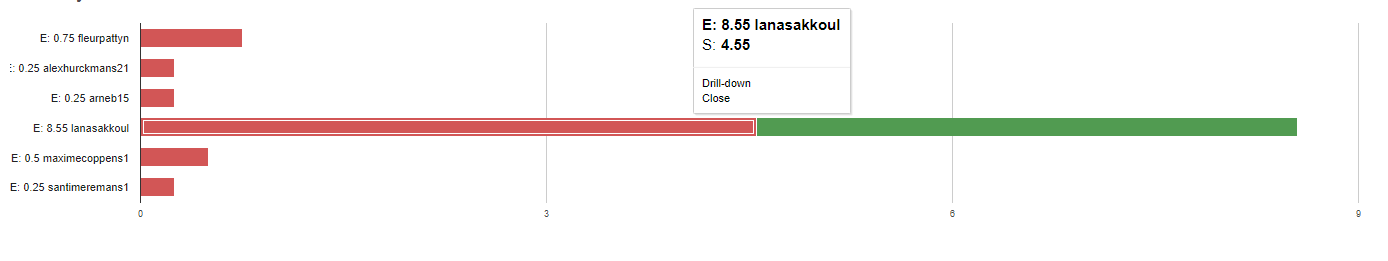 E: 8.55 lanasakkoul
S: 4.55
Drill-down
Close
E: 0.75 fleurpattyn
E: 0.25 alexhurckmans21
E: 0.25 arneb15
E: 8.55 lanasakkoul
E: 0.5 maximecoppens1
E: 0.25 santimeremans1
0 3 6 9